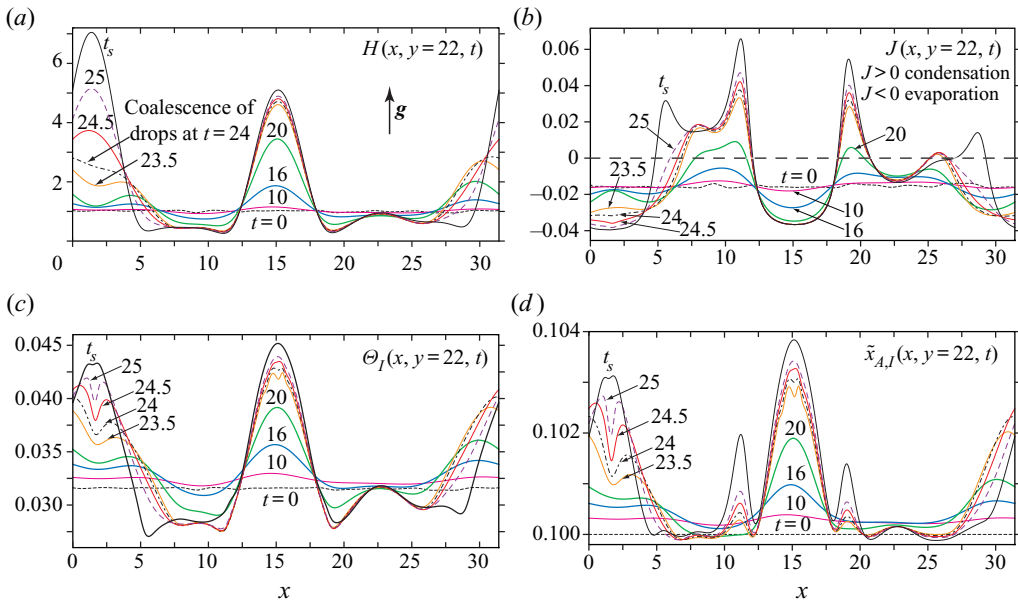 (a)
H(x, y=22, t)
t_s
25
24.5
23.5
Coalescence of
drops at t=24
g
20
16
10
t=0
6
4
2
0 5 10 15 20 25 30
(b)
J(x, y=22, t)
J>0 condensation
J<0 evaporation
t_s
25
20
t=0
23.5
24
24.5
10
16
0.06
0.04
0.02
0
−0.02
−0.04
0 5 10 15 20 25 30
(c)
Θ_I(x, y=22, t)
t_s
25
24.5
24
23.5
20
16
10
t=0
0.045
0.040
0.035
0.030
0 5 10 15 20 25 30
x
(d)
x̃_{A,I}(x, y=22, t)
t_s
25
24.5
24
23.5
20
16
10
t=0
0.104
0.102
0.100
0 5 10 15 20 25 30
x